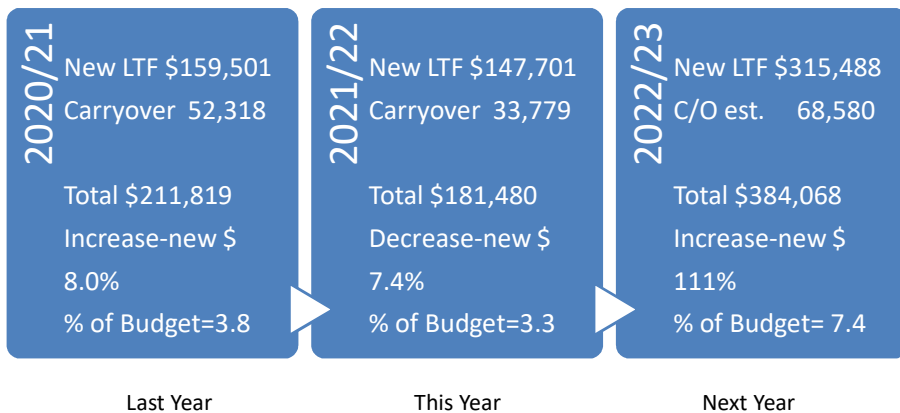 2020/21
New LTF $159,501
Carryover 52,318
Total $211,819
Increase-new $
8.0%
% of Budget=3.8
2021/22
New LTF $147,701
Carryover 33,779
Total $181,480
Decrease-new $
7.4%
% of Budget=3.3
2022/23
New LTF $315,488
C/O est. 68,580
Total $384,068
Increase-new $
111%
% of Budget= 7.4
Last Year
This Year
Next Year